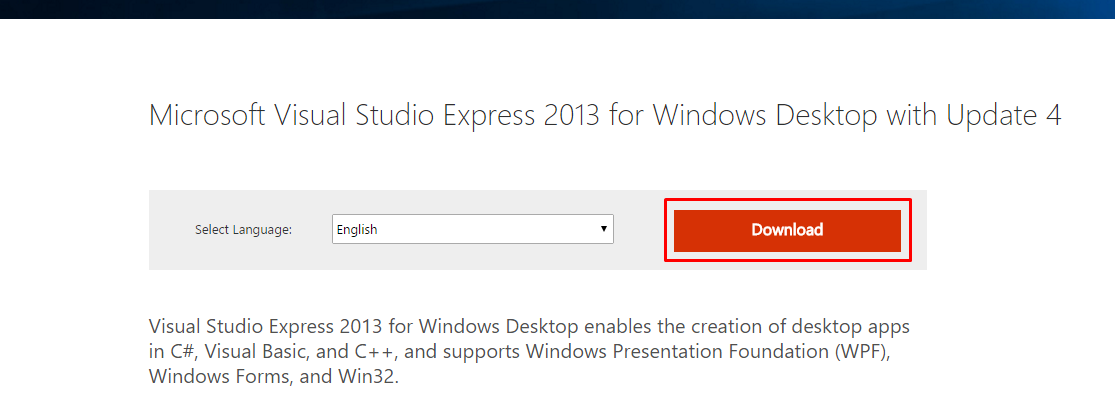 Microsoft Visual Studio Express 2013 for Windows Desktop with Update 4
Select Language:
English
Download
Visual Studio Express 2013 for Windows Desktop enables the creation of desktop apps
in C#, Visual Basic, and C++, and supports Windows Presentation Foundation (WPF),
Windows Forms, and Win32.